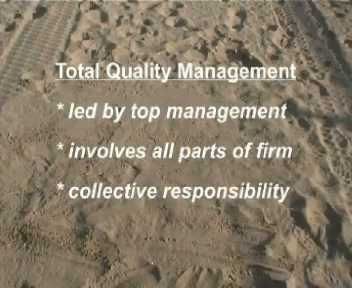 Total Quality Management
* led by top management
* involves all parts of firm
* collective responsibility